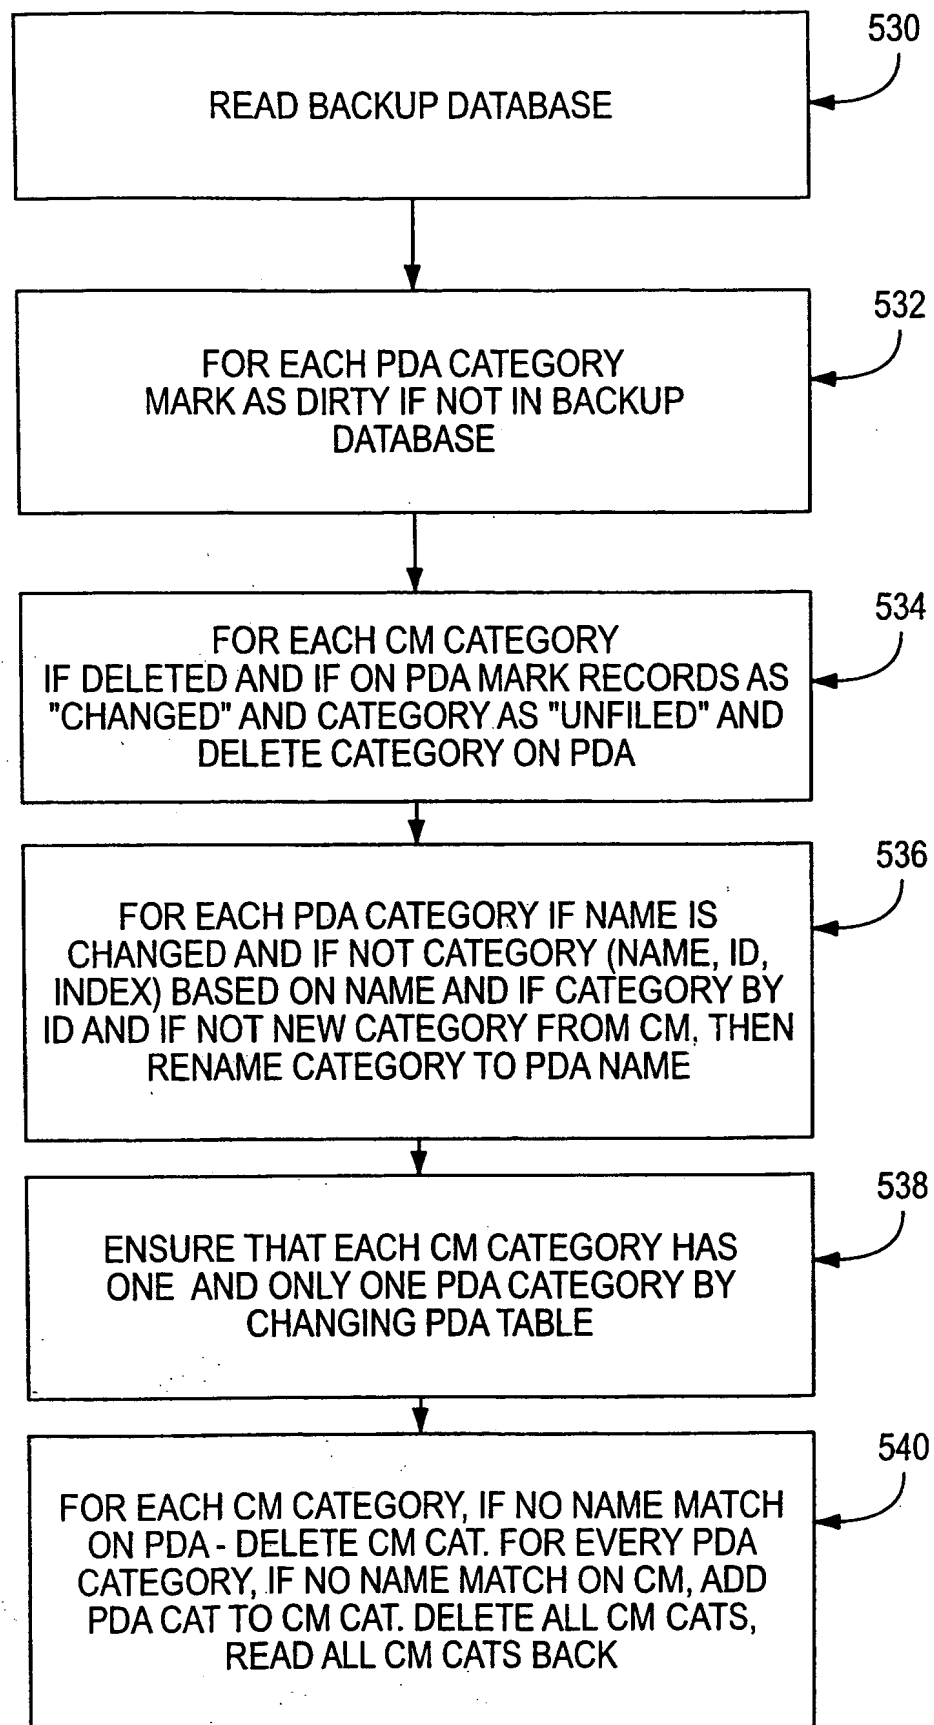 530
READ BACKUP DATABASE
532
FOR EACH PDA CATEGORY
MARK AS DIRTY IF NOT IN BACKUP
DATABASE
534
FOR EACH CM CATEGORY
IF DELETED AND IF ON PDA MARK RECORDS AS
"CHANGED" AND CATEGORY AS "UNFILED" AND
DELETE CATEGORY ON PDA
536
FOR EACH PDA CATEGORY IF NAME IS
CHANGED AND IF NOT CATEGORY (NAME, ID,
INDEX) BASED ON NAME AND IF CATEGORY BY
ID AND IF NOT NEW CATEGORY FROM CM, THEN
RENAME CATEGORY TO PDA NAME
538
ENSURE THAT EACH CM CATEGORY HAS
ONE AND ONLY ONE PDA CATEGORY BY
CHANGING PDA TABLE
540
FOR EACH CM CATEGORY, IF NO NAME MATCH
ON PDA - DELETE CM CAT. FOR EVERY PDA
CATEGORY, IF NO NAME MATCH ON CM, ADD
PDA CAT TO CM CAT. DELETE ALL CM CATS,
READ ALL CM CATS BACK